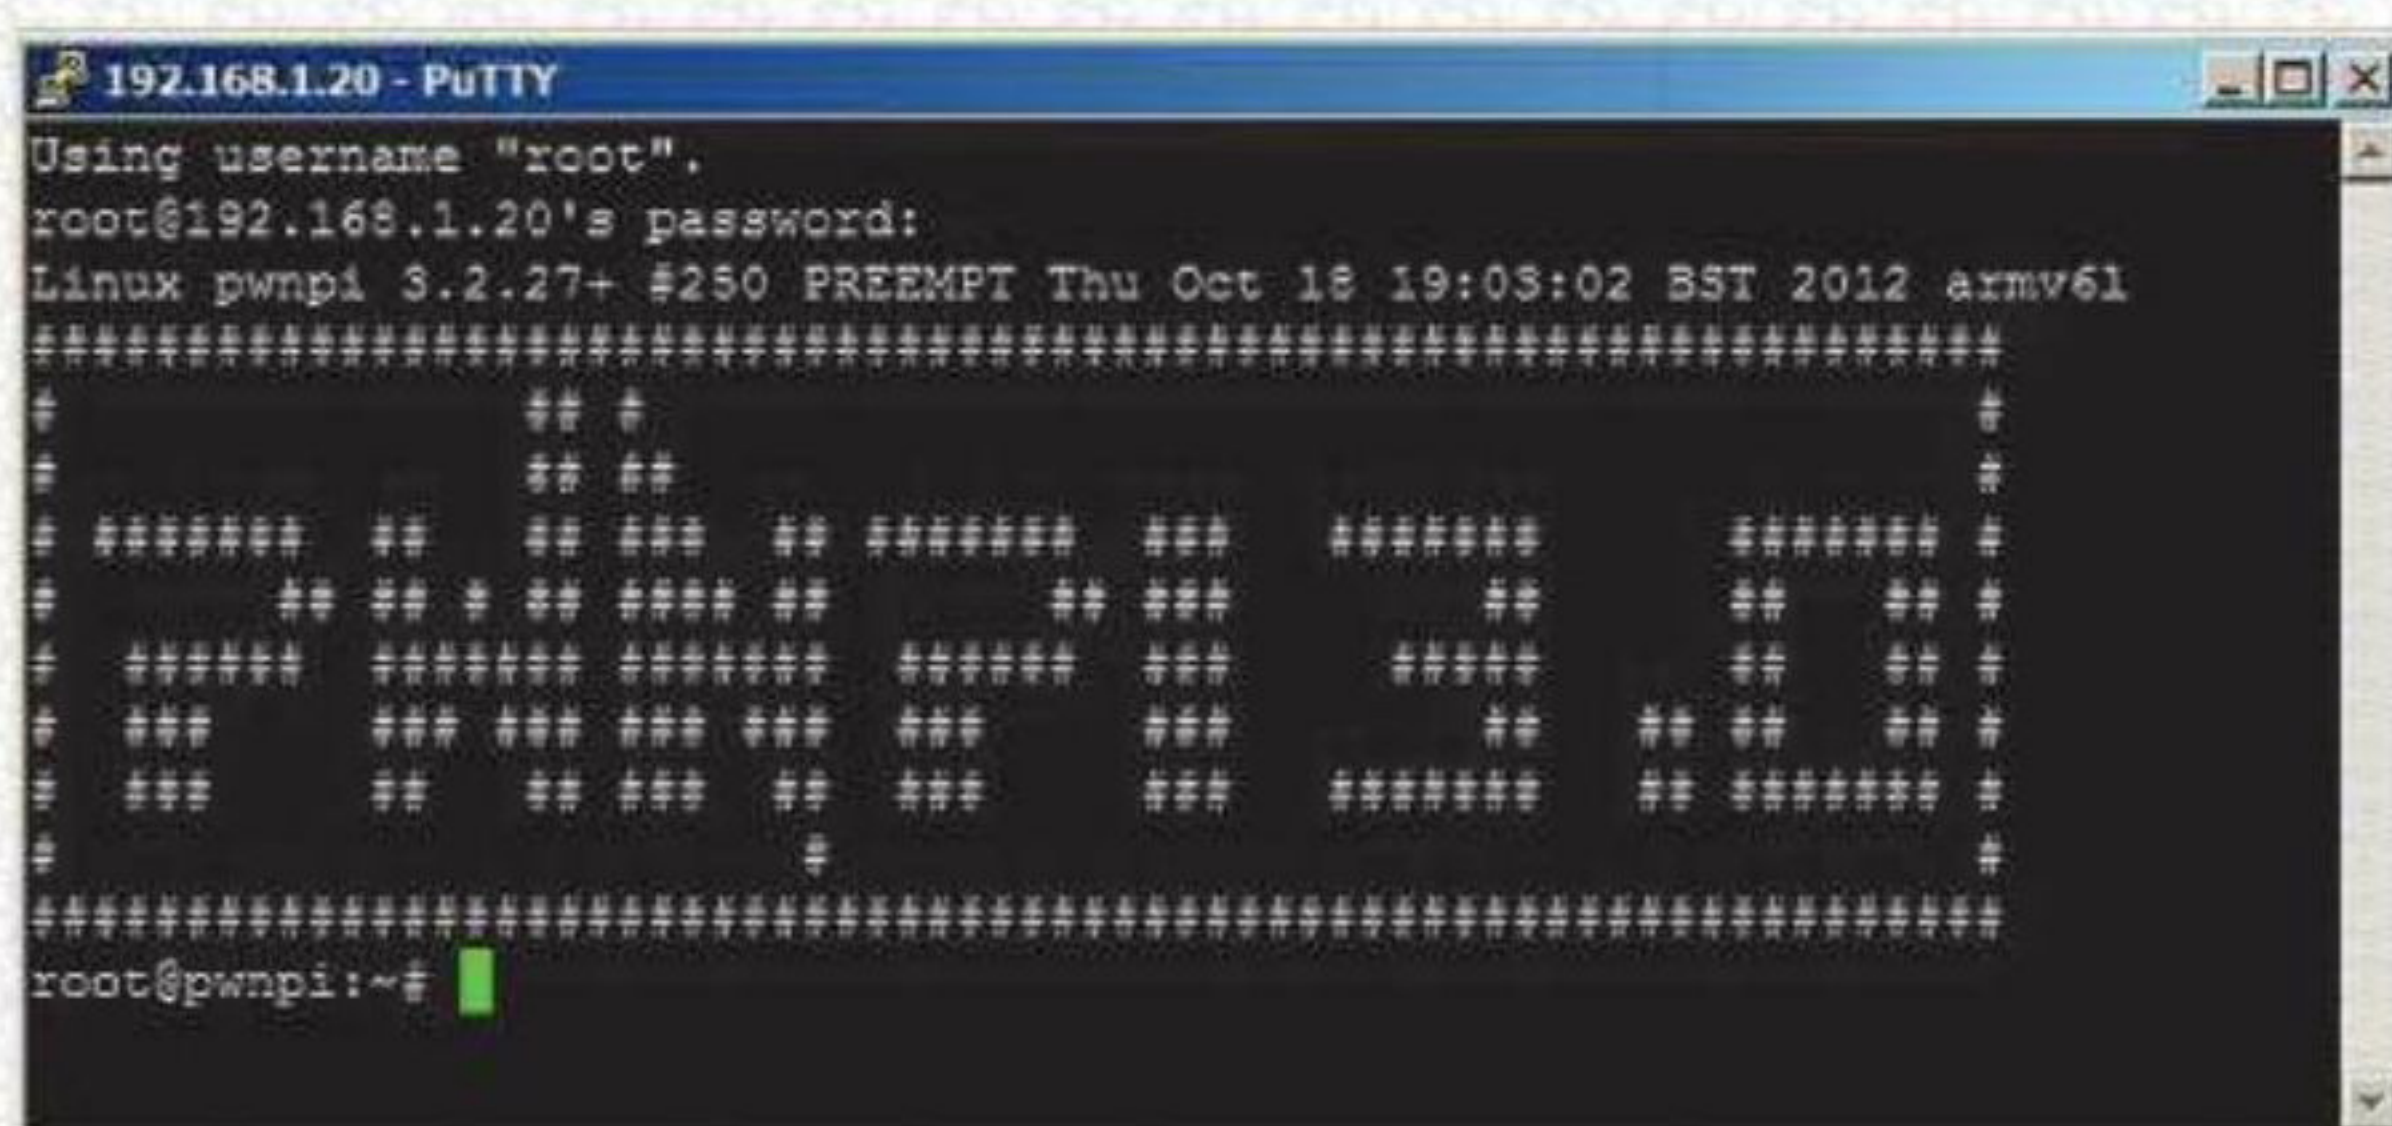 192.168.1.20 - PuTTY
Using username "root".
root@192.168.1.20's password:
Linux pwnpi 3.2.27+ #250 PREEMPT Thu Oct 18 19:03:02 BST 2012 armv6l
################################################################
#               ## #                                           #
#               ## ##                                          #
# #######  ##   ## ###  ## #######  ###   #######      ####### #
#       ## ## # ## #### ##       ## ###        ##      ##   ## #
#  ######  ####### #######  ######  ###     #####      ##   ## #
#  ###     ### ### ### ###  ###     ###        ##   ## ##   ## #
#  ###     ##   ## ###  ##  ###     ###   #######   ## ####### #
#                        #                                     #
################################################################
root@pwnpi:~#